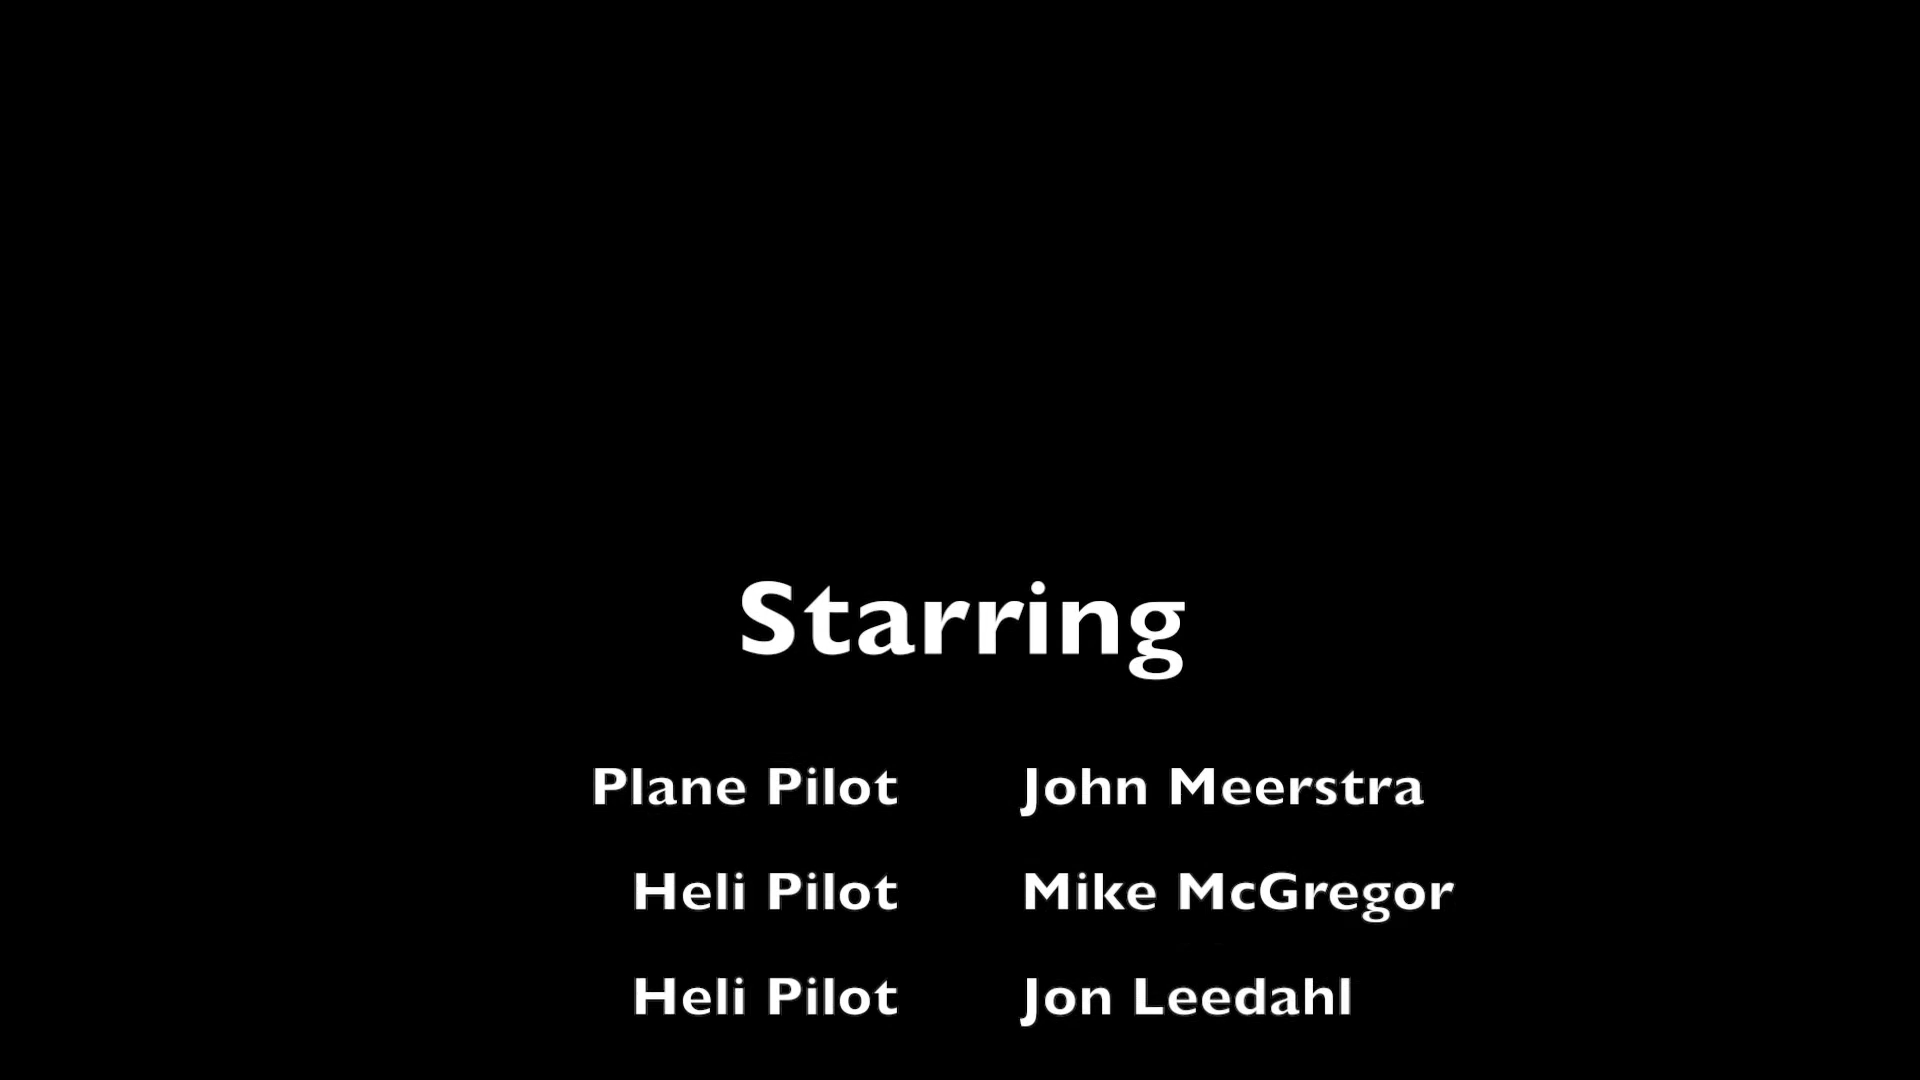 Starring
Plane Pilot John Meerstra
Heli Pilot Mike McGregor
Heli Pilot Jon Leedahl